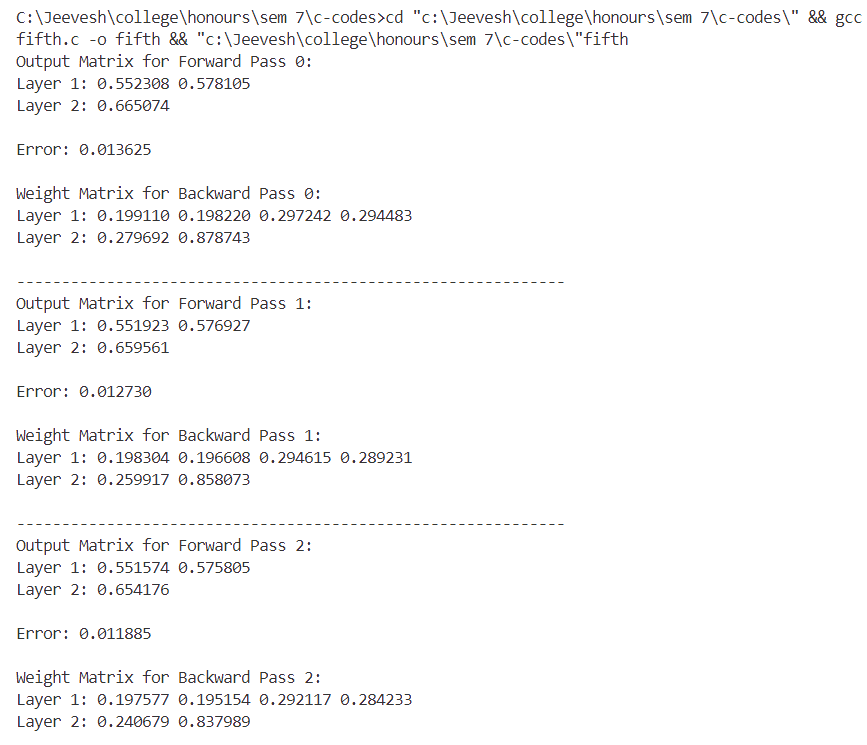 C:\Jeevesh\college\honours\sem 7\c-codes>cd "c:\Jeevesh\college\honours\sem 7\c-codes\" && gcc
fifth.c -o fifth && "c:\Jeevesh\college\honours\sem 7\c-codes\"fifth
Output Matrix for Forward Pass 0:
Layer 1: 0.552308 0.578105
Layer 2: 0.665074
Error: 0.013625
Weight Matrix for Backward Pass 0:
Layer 1: 0.199110 0.198220 0.297242 0.294483
Layer 2: 0.279692 0.878743
-------------------------------------------------------------
Output Matrix for Forward Pass 1:
Layer 1: 0.551923 0.576927
Layer 2: 0.659561
Error: 0.012730
Weight Matrix for Backward Pass 1:
Layer 1: 0.198304 0.196608 0.294615 0.289231
Layer 2: 0.259917 0.858073
-------------------------------------------------------------
Output Matrix for Forward Pass 2:
Layer 1: 0.551574 0.575805
Layer 2: 0.654176
Error: 0.011885
Weight Matrix for Backward Pass 2:
Layer 1: 0.197577 0.195154 0.292117 0.284233
Layer 2: 0.240679 0.837989